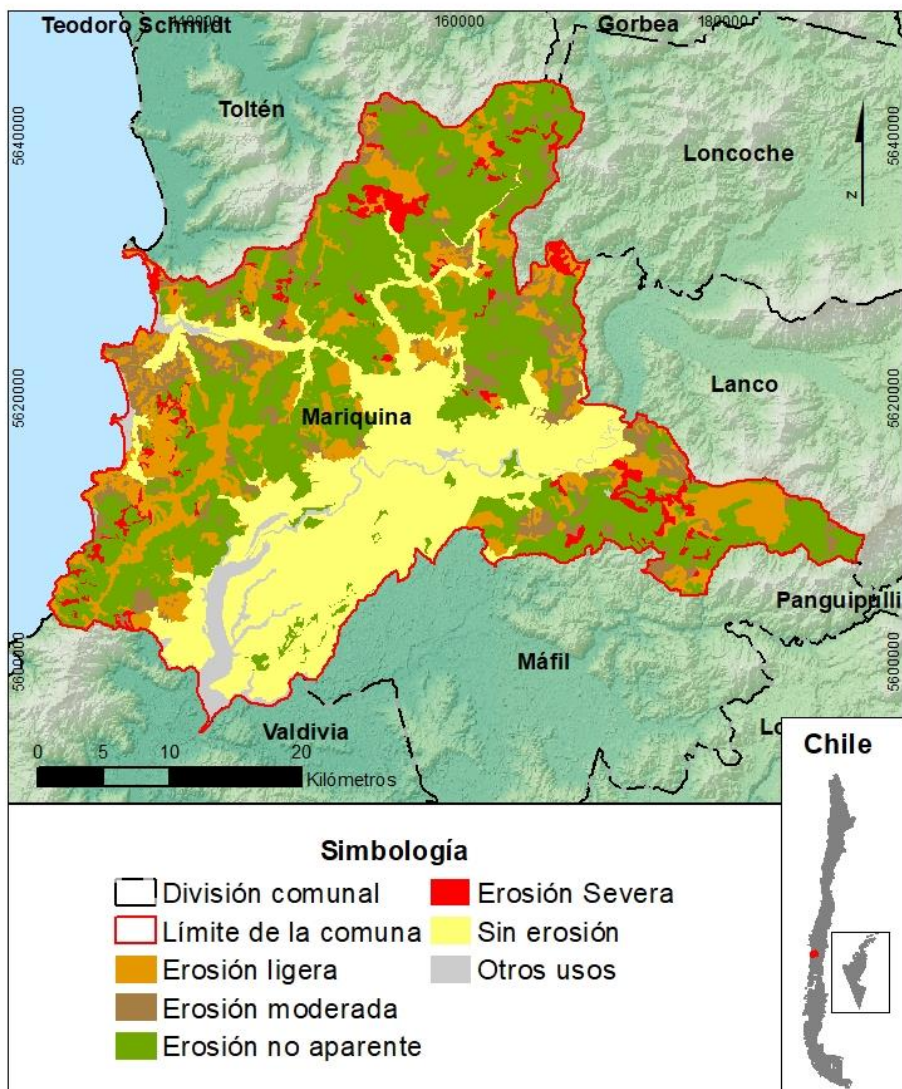 Teodoro Schmidt
140000
160000
Gorbea
180000
Toltén
5640000
5640000
Loncoche
z
Lanco
5620000
5620000
Mariquina
Panguipulli
Máfil
5600000
5600000
Valdivia
0 5 10 20
Kilómetros
Chile
Simbología
División comunal
Límite de la comuna
Erosión ligera
Erosión moderada
Erosión no aparente
Erosión Severa
Sin erosión
Otros usos